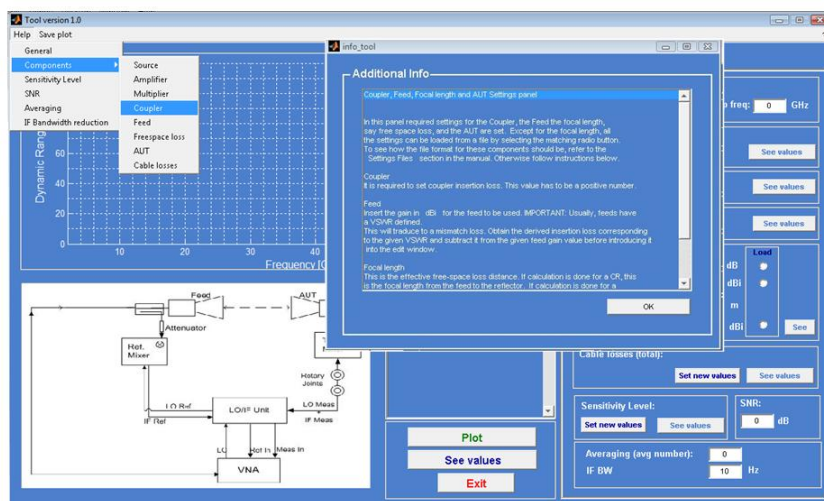 Tool version 1.0
Help Save plot
General
Components
Sensitivity Level
SNR
Averaging
IF Bandwidth reduction
Source
Amplifier
Multiplier
Coupler
Feed
Freespace loss
AUT
Cable losses
Dynamic Rang
60
40
20
0
10 20 30 40
Frequency [G
info_tool
Additional Info
Coupler, Feed, Focal length and AUT Settings panel
In this panel required settings for the Coupler, the Feed the focal length,
say free space loss, and the AUT are set. Except for the focal length, all
the settings can be loaded from a file by selecting the matching radio button.
To see how the file format for these components should be, refer to the
Settings Files section in the manual. Otherwise follow instructions below.
Coupler
It is required to set coupler insertion loss. This value has to be a positive number.
Feed
Insert the gain in dBi for the feed to be used. IMPORTANT: Usually, feeds have
a VSWR defined.
This will traduce to a mismatch loss. Obtain the derived insertion loss corresponding
to the given VSWR and subtract it from the given feed gain value before introducing it
into the edit window.
Focal length
This is the effective free-space loss distance. If calculation is done for a CR, this
is the focal length from the feed to the reflector. If calculation is done for a
OK
freq: 0 GHz
See values
See values
See values
Load
dB
dBi
m
dBi
See
Cable losses (total):
Set new values See values
Sensitivity Level:
Set new values See values
SNR:
0 dB
Averaging (avg number): 0
IF BW 10 Hz
Plot
See values
Exit
Feed
AUT
Attenuator
Ref.
Mixer
Rotary
Joints
LO Ref
IF Ref
LO/IF Unit
LO Meas
IF Meas
LO
Ref In
Meas In
VNA